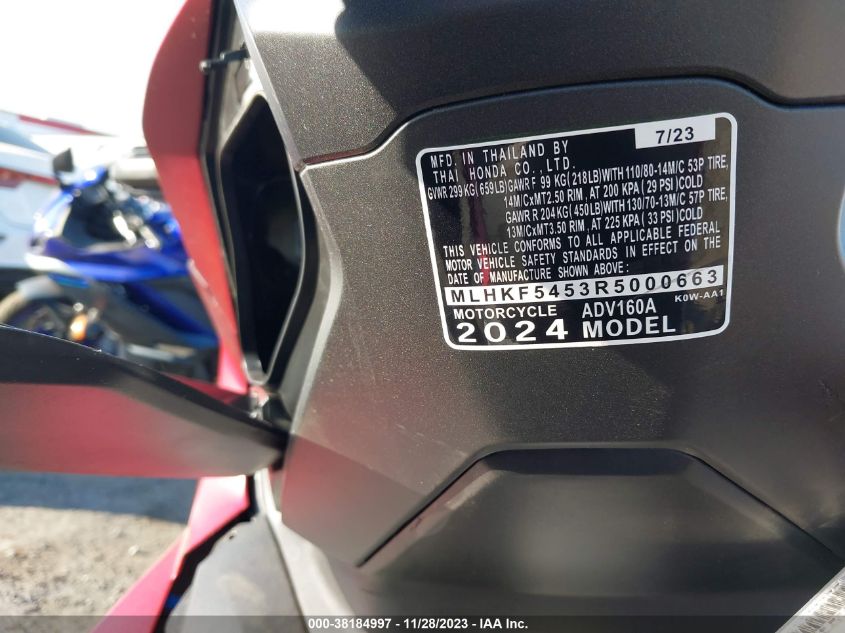 7/23
MFD. IN THAILAND BY
THAI HONDA CO., LTD.
GVWR 299 KG(659LB)GAWR F 99 KG(218LB)WITH 110/80-14M/C 53P TIRE,
14M/CxMT2.50 RIM, AT 200 KPA (29 PSI)COLD
GAWR R 204 KG(450LB)WITH 130/70-13M/C 57P TIRE,
13M/CxMT3.50 RIM, AT 225 KPA (33 PSI)COLD
THIS VEHICLE CONFORMS TO ALL APPLICABLE FEDERAL
MOTOR VEHICLE SAFETY STANDARDS IN EFFECT ON THE
DATE OF MANUFACTURE SHOWN ABOVE:
MLHKF5453R5000663
MOTORCYCLE ADV160A K0W-AA1
2024 MODEL
000-38184997 - 11/28/2023 - IAA Inc.